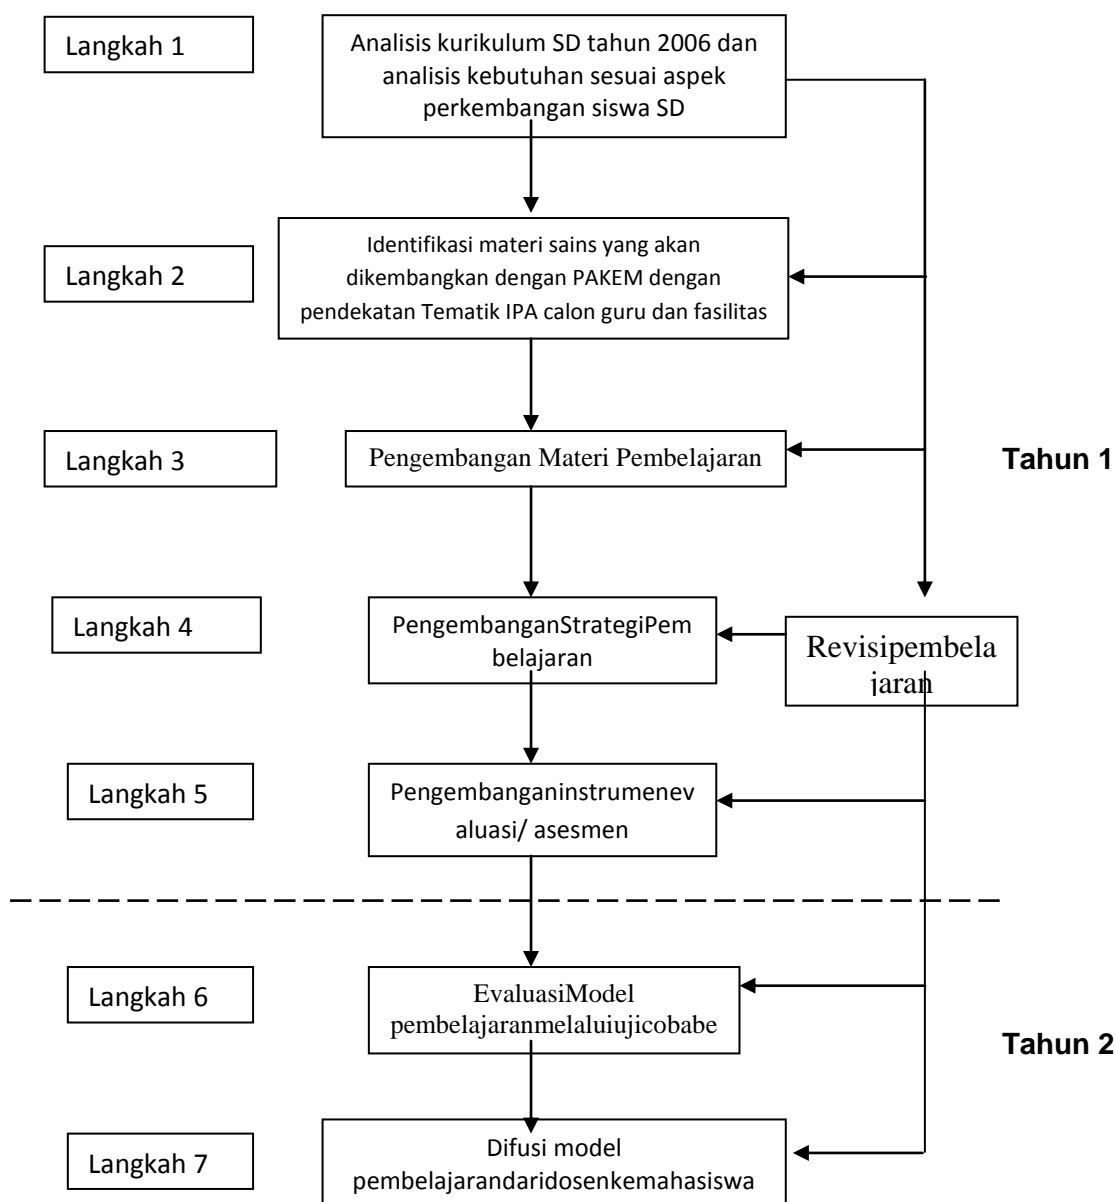 Langkah 1
Analisis kurikulum SD tahun 2006 dan
analisis kebutuhan sesuai aspek
perkembangan siswa SD
Langkah 2
Identifikasi materi sains yang akan
dikembangkan dengan PAKEM dengan
pendekatan Tematik IPA calon guru dan fasilitas
Langkah 3
Pengembangan Materi Pembelajaran
Tahun 1
Langkah 4
PengembanganStrategiPem
belajaran
Revisipembela
jaran
Langkah 5
Pengembanganinstrumenev
aluasi/ asesmen
Langkah 6
EvaluasiModel
pembelajaranmelaluiujicobabe
Tahun 2
Langkah 7
Difusi model
pembelajarandaridosenkemahasiswa